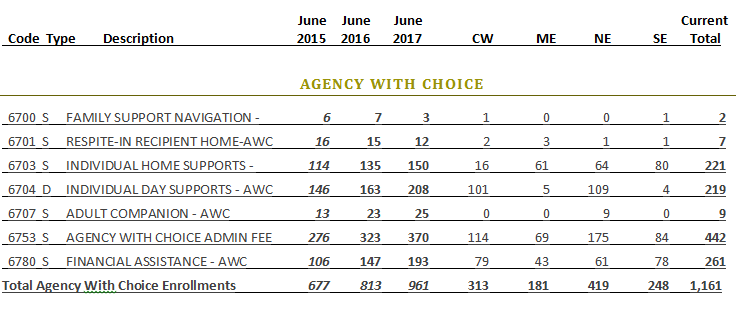 June June June Current
Code Type Description 2015 2016 2017 CW ME NE SE Total
AGENCY WITH CHOICE
6700 S FAMILY SUPPORT NAVIGATION - 6 7 3 1 0 0 1 2
6701 S RESPITE-IN RECIPIENT HOME-AWC 16 15 12 2 3 1 1 7
6703 S INDIVIDUAL HOME SUPPORTS - 114 135 150 16 61 64 80 221
6704 D INDIVIDUAL DAY SUPPORTS - AWC 146 163 208 101 5 109 4 219
6707 S ADULT COMPANION - AWC 13 23 25 0 0 9 0 9
6753 S AGENCY WITH CHOICE ADMIN FEE 276 323 370 114 69 175 84 442
6780 S FINANCIAL ASSISTANCE - AWC 106 147 193 79 43 61 78 261
Total Agency With Choice Enrollments 677 813 961 313 181 419 248 1,161